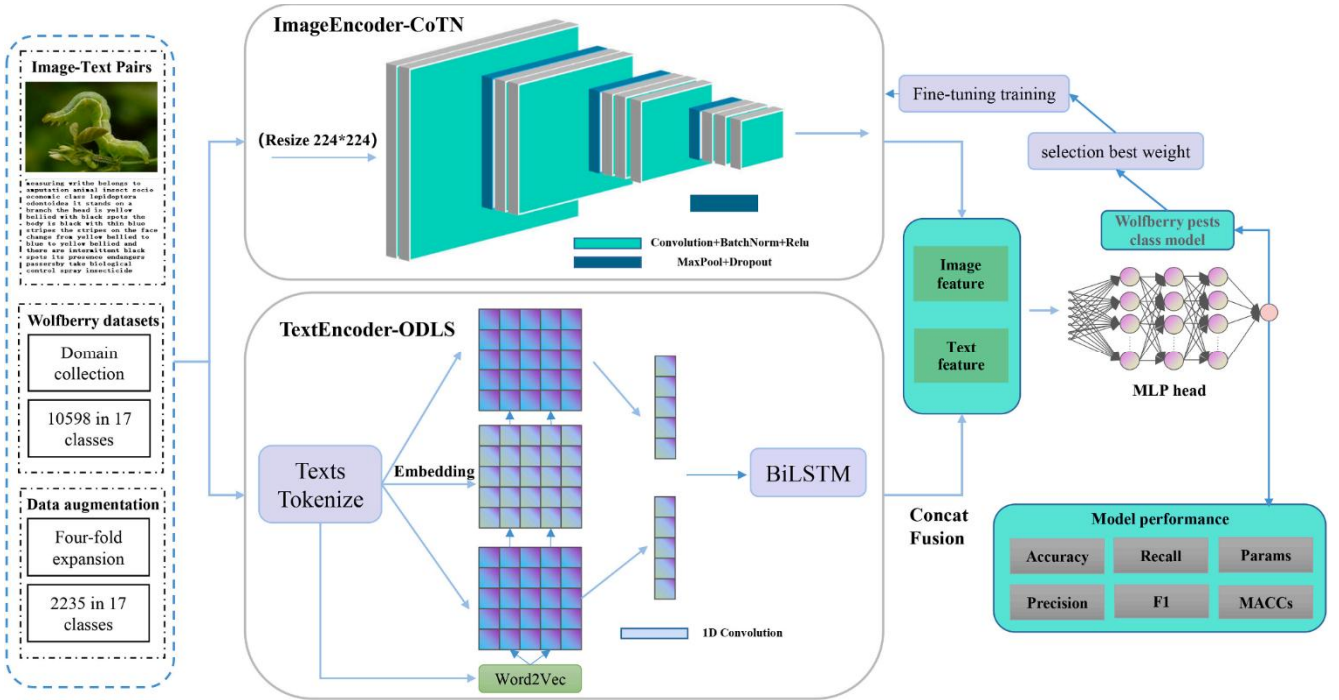 Image-Text Pairs
measuring writhe belongs to
amputation animal insect socio
economic class lepidoptera
odontoidea it stands on a
branch the head is yellow
bellied with black spots the
body is black with thin blue
stripes the stripes on the face
change from yellow bellied to
blue to yellow bellied and
there are intermittent black
spots its presence endangers
passersby take biological
control spray insecticide
Wolfberry datasets
Domain
collection
10598 in 17
classes
Data augmentation
Four-fold
expansion
2235 in 17
classes
ImageEncoder-CoTN
(Resize 224*224)
Convolution+BatchNorm+Relu
MaxPool+Dropout
TextEncoder-ODLS
Texts
Tokenize
Embedding
Word2Vec
1D Convolution
BiLSTM
Concat
Fusion
Image
feature
Text
feature
Fine-tuning training
selection best weight
Wolfberry pests
class model
MLP head
Model performance
Accuracy
Recall
Params
Precision
F1
MACCs